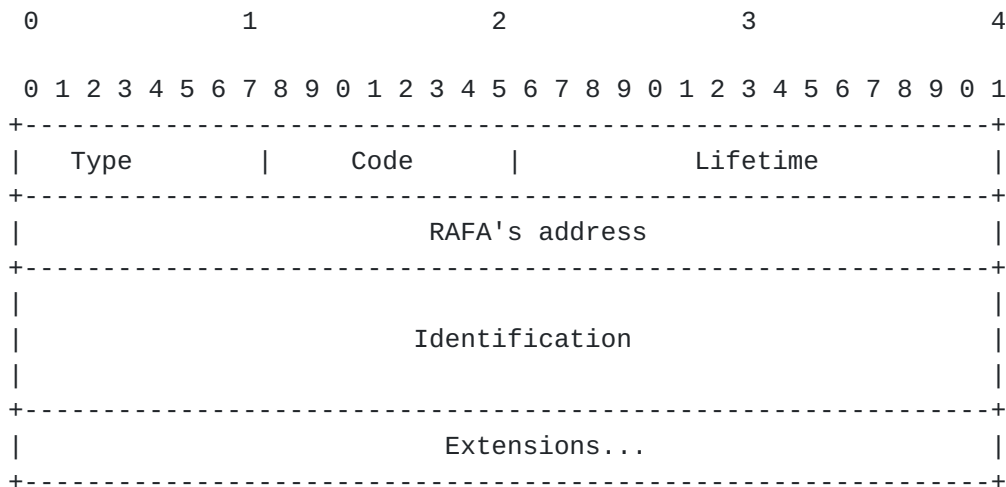 0 1 2 3 4
0 1 2 3 4 5 6 7 8 9 0 1 2 3 4 5 6 7 8 9 0 1 2 3 4 5 6 7 8 9 0 1
+--------------------------------------------------------------+
| Type | Code | Lifetime |
+--------------------------------------------------------------+
| RAFA's address |
+--------------------------------------------------------------+
| |
| Identification |
| |
+--------------------------------------------------------------+
| Extensions... |
+--------------------------------------------------------------+